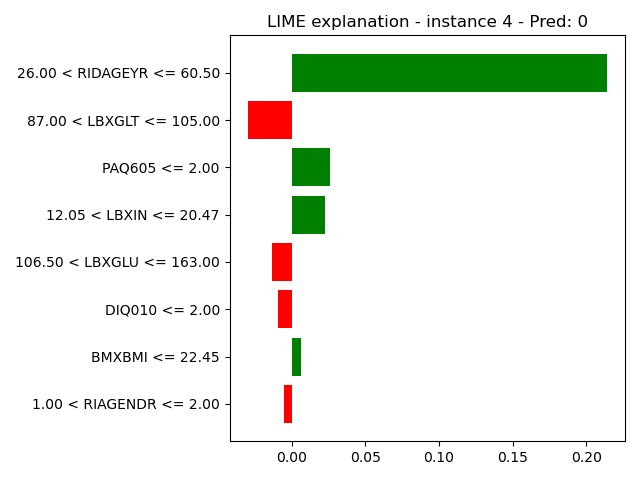 LIME explanation - instance 4 - Pred: 0
26.00 < RIDAGEYR <= 60.50
87.00 < LBXGLT <= 105.00
PAQ605 <= 2.00
12.05 < LBXIN <= 20.47
106.50 < LBXGLU <= 163.00
DIQ010 <= 2.00
BMXBMI <= 22.45
1.00 < RIAGENDR <= 2.00
0.00 0.05 0.10 0.15 0.20